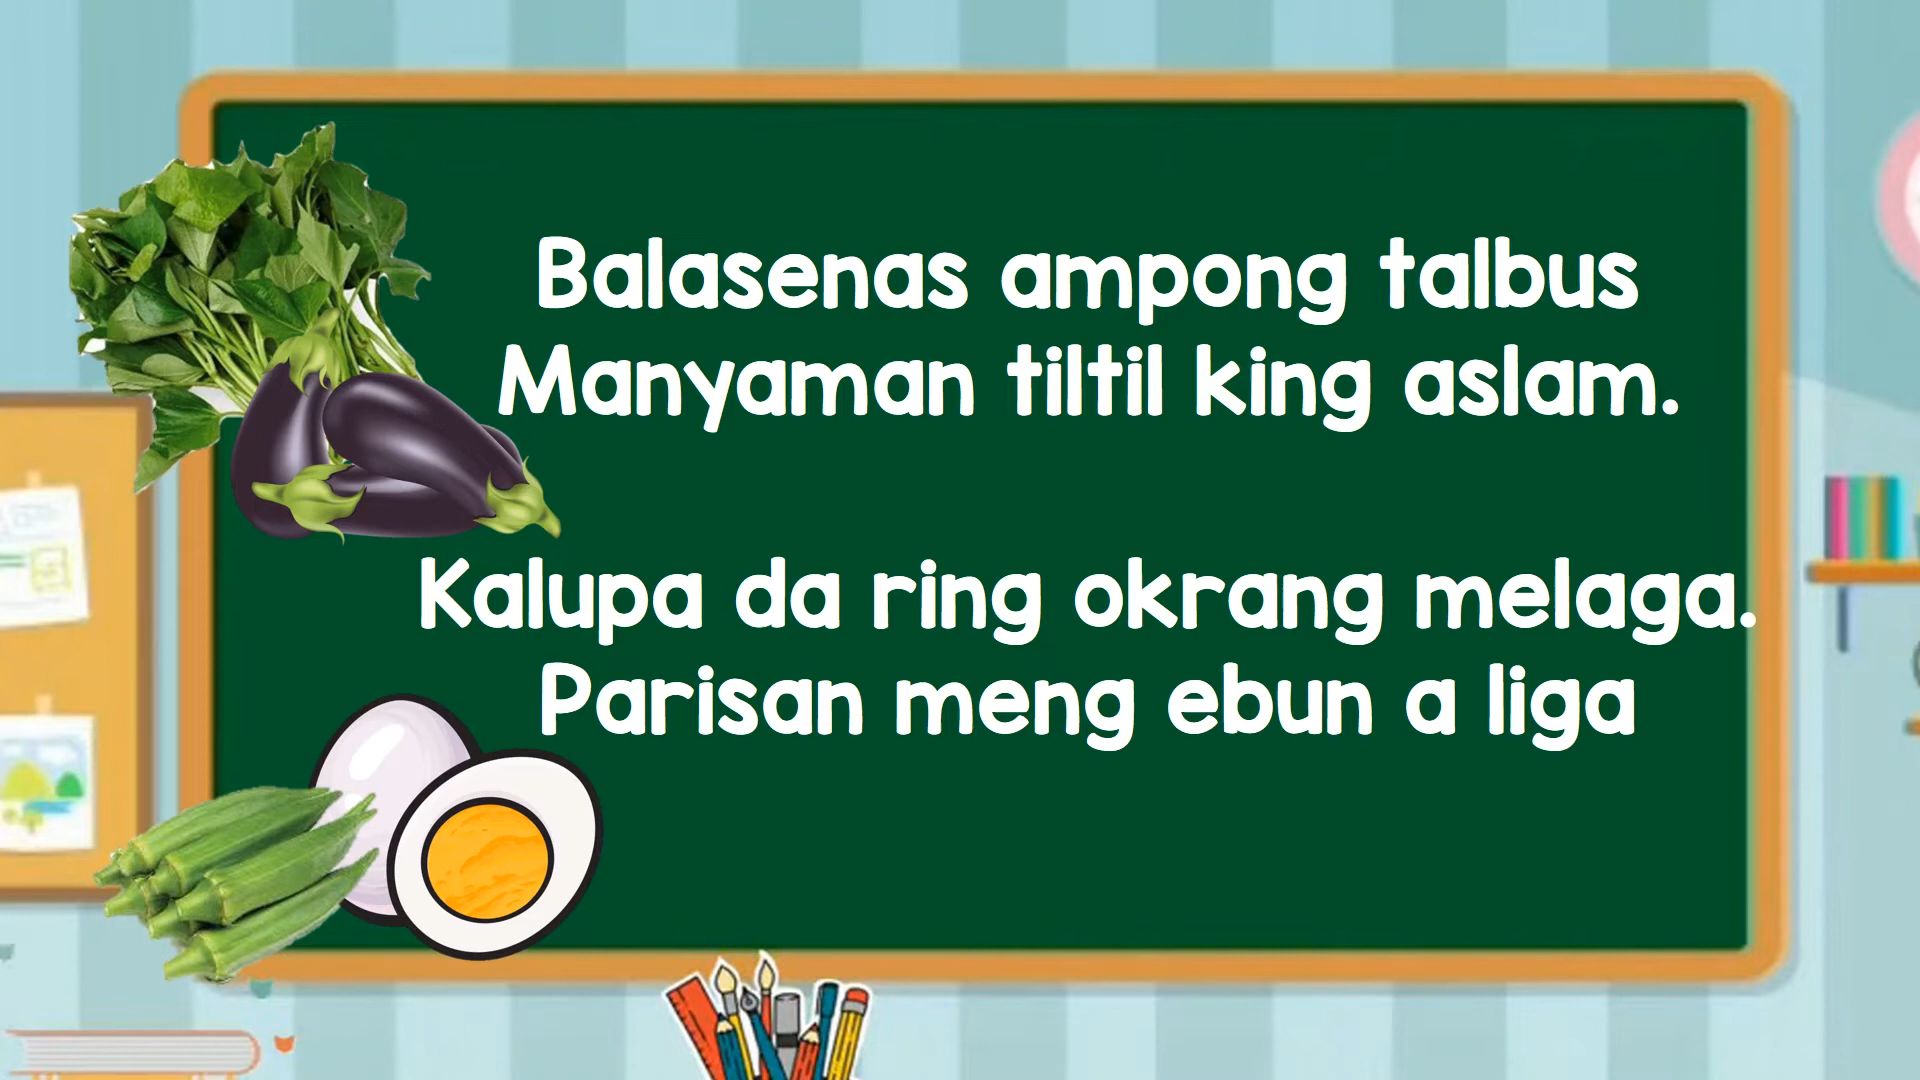 Balasenas ampong talbus
Manyaman tiltil king aslam.
Kalupa da ring okrang melaga.
Parisan meng ebun a liga